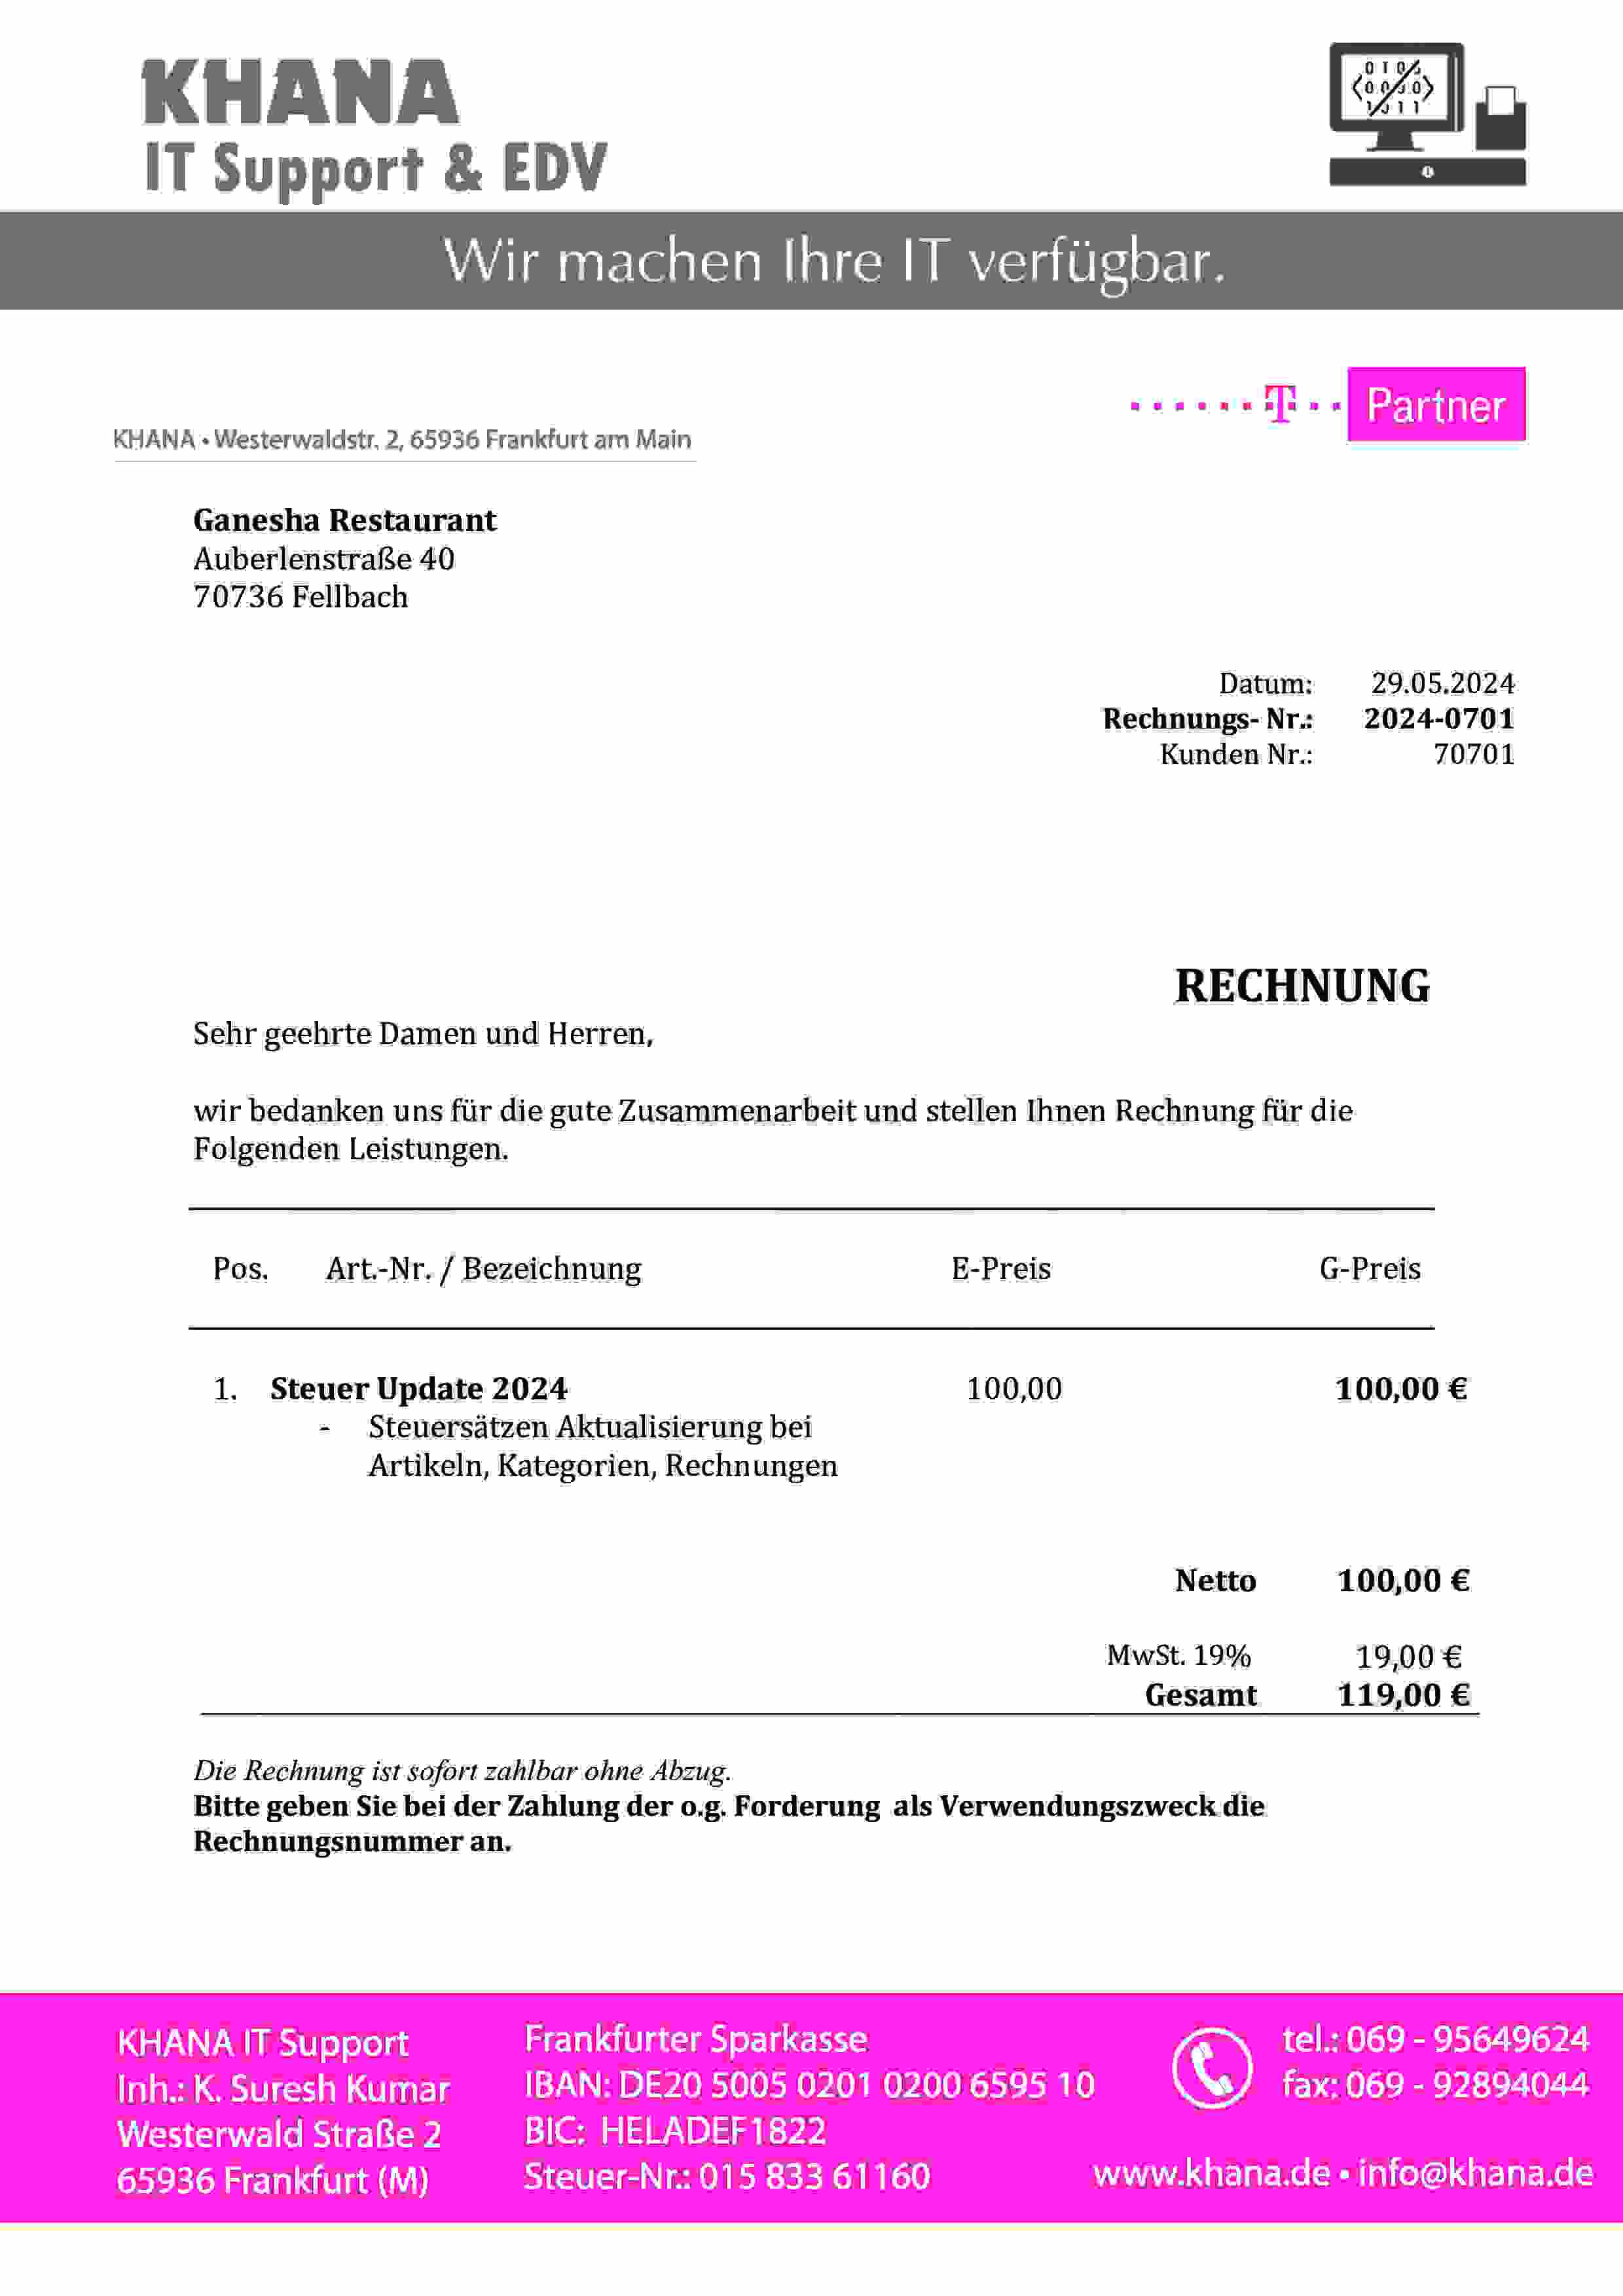 KHANA
IT Support & EDV
Wir machen Ihre IT verfügbar.
T Partner
KHANA • Westerwaldstr. 2, 65936 Frankfurt am Main
Ganesha Restaurant
Auberlenstraße 40
70736 Fellbach
Datum: 29.05.2024
Rechnungs- Nr.: 2024-0701
Kunden Nr.: 70701
RECHNUNG
Sehr geehrte Damen und Herren,
wir bedanken uns für die gute Zusammenarbeit und stellen Ihnen Rechnung für die
Folgenden Leistungen.
Pos. Art.-Nr. / Bezeichnung E-Preis G-Preis
1. Steuer Update 2024 100,00 100,00 €
- Steuersätzen Aktualisierung bei
Artikeln, Kategorien, Rechnungen
Netto 100,00 €
MwSt. 19% 19,00 €
Gesamt 119,00 €
Die Rechnung ist sofort zahlbar ohne Abzug.
Bitte geben Sie bei der Zahlung der o.g. Forderung als Verwendungszweck die
Rechnungsnummer an.
KHANA IT Support
Inh.: K. Suresh Kumar
Westerwald Straße 2
65936 Frankfurt (M)
Frankfurter Sparkasse
IBAN: DE20 5005 0201 0200 6595 10
BIC: HELADEF1822
Steuer-Nr.: 015 833 61160
tel.: 069 - 95649624
fax: 069 - 92894044
www.khana.de • info@khana.de